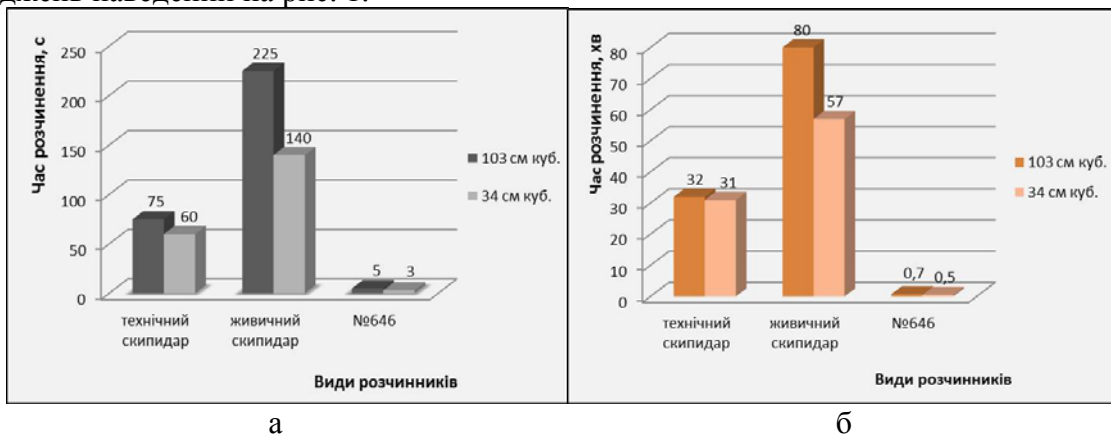 джень наведений на рис. 1.
Час розчинення, с
250
200
150
100
50
0
75
60
225
140
5
3
технічний скипидар
живичний скипидар
№646
103 см куб.
34 см куб.
Види розчинників
а
Час розчинення, хв
80
70
60
50
40
30
20
10
0
32
31
80
57
0,7
0,5
технічний скипидар
живичний скипидар
№646
103 см куб.
34 см куб.
Види розчинників
б